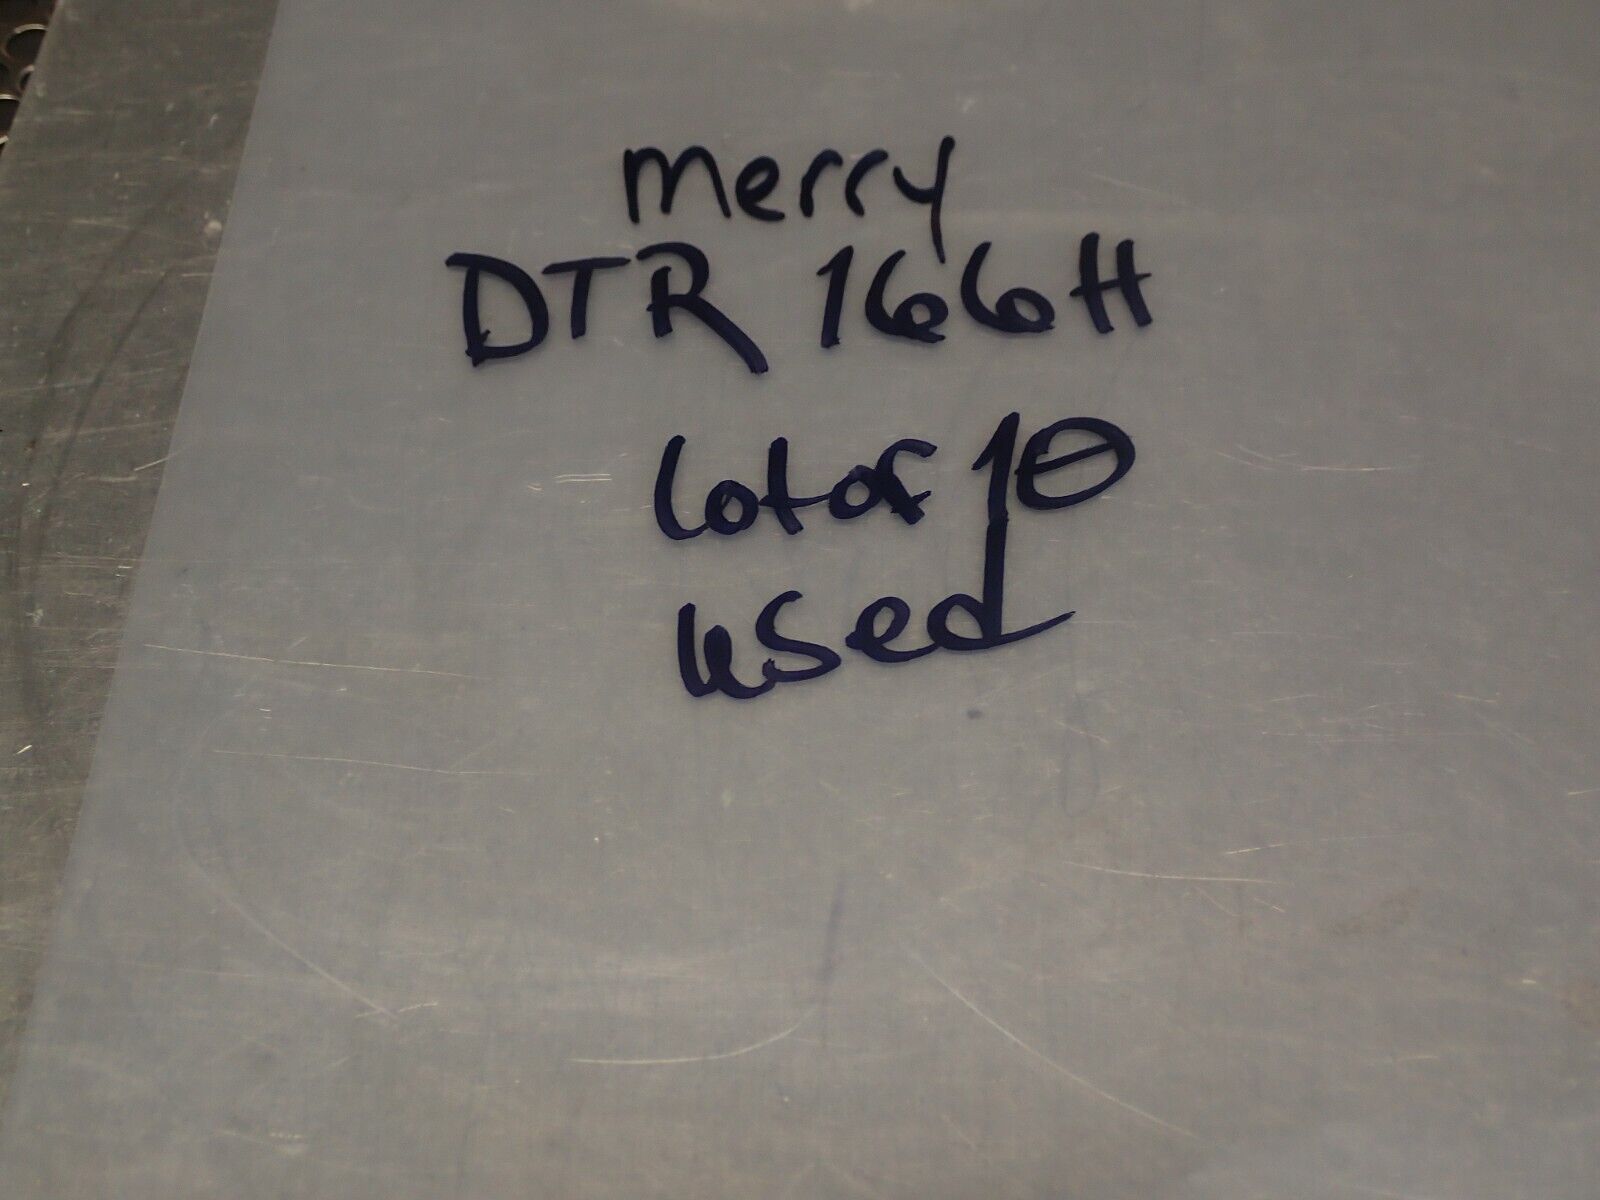 merry
DTR 166H
Lot of 10
used